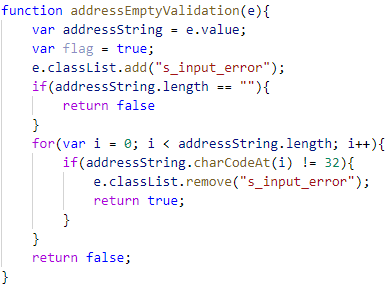 function addressEmptyValidation(e){
    var addressString = e.value;
    var flag = true;
    e.classList.add("s_input_error");
    if(addressString.length == ""){
        return false
    }
    for(var i = 0; i < addressString.length; i++){
        if(addressString.charCodeAt(i) != 32){
            e.classList.remove("s_input_error");
            return true;
        }
    }
    return false;
}